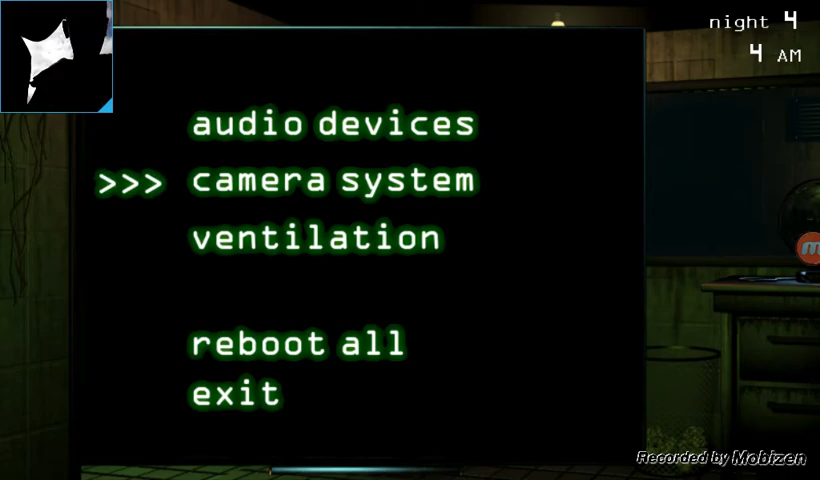 night 4
4 AM
audio devices
>>> camera system
ventilation
reboot all
exit
Recorded by Mobizen